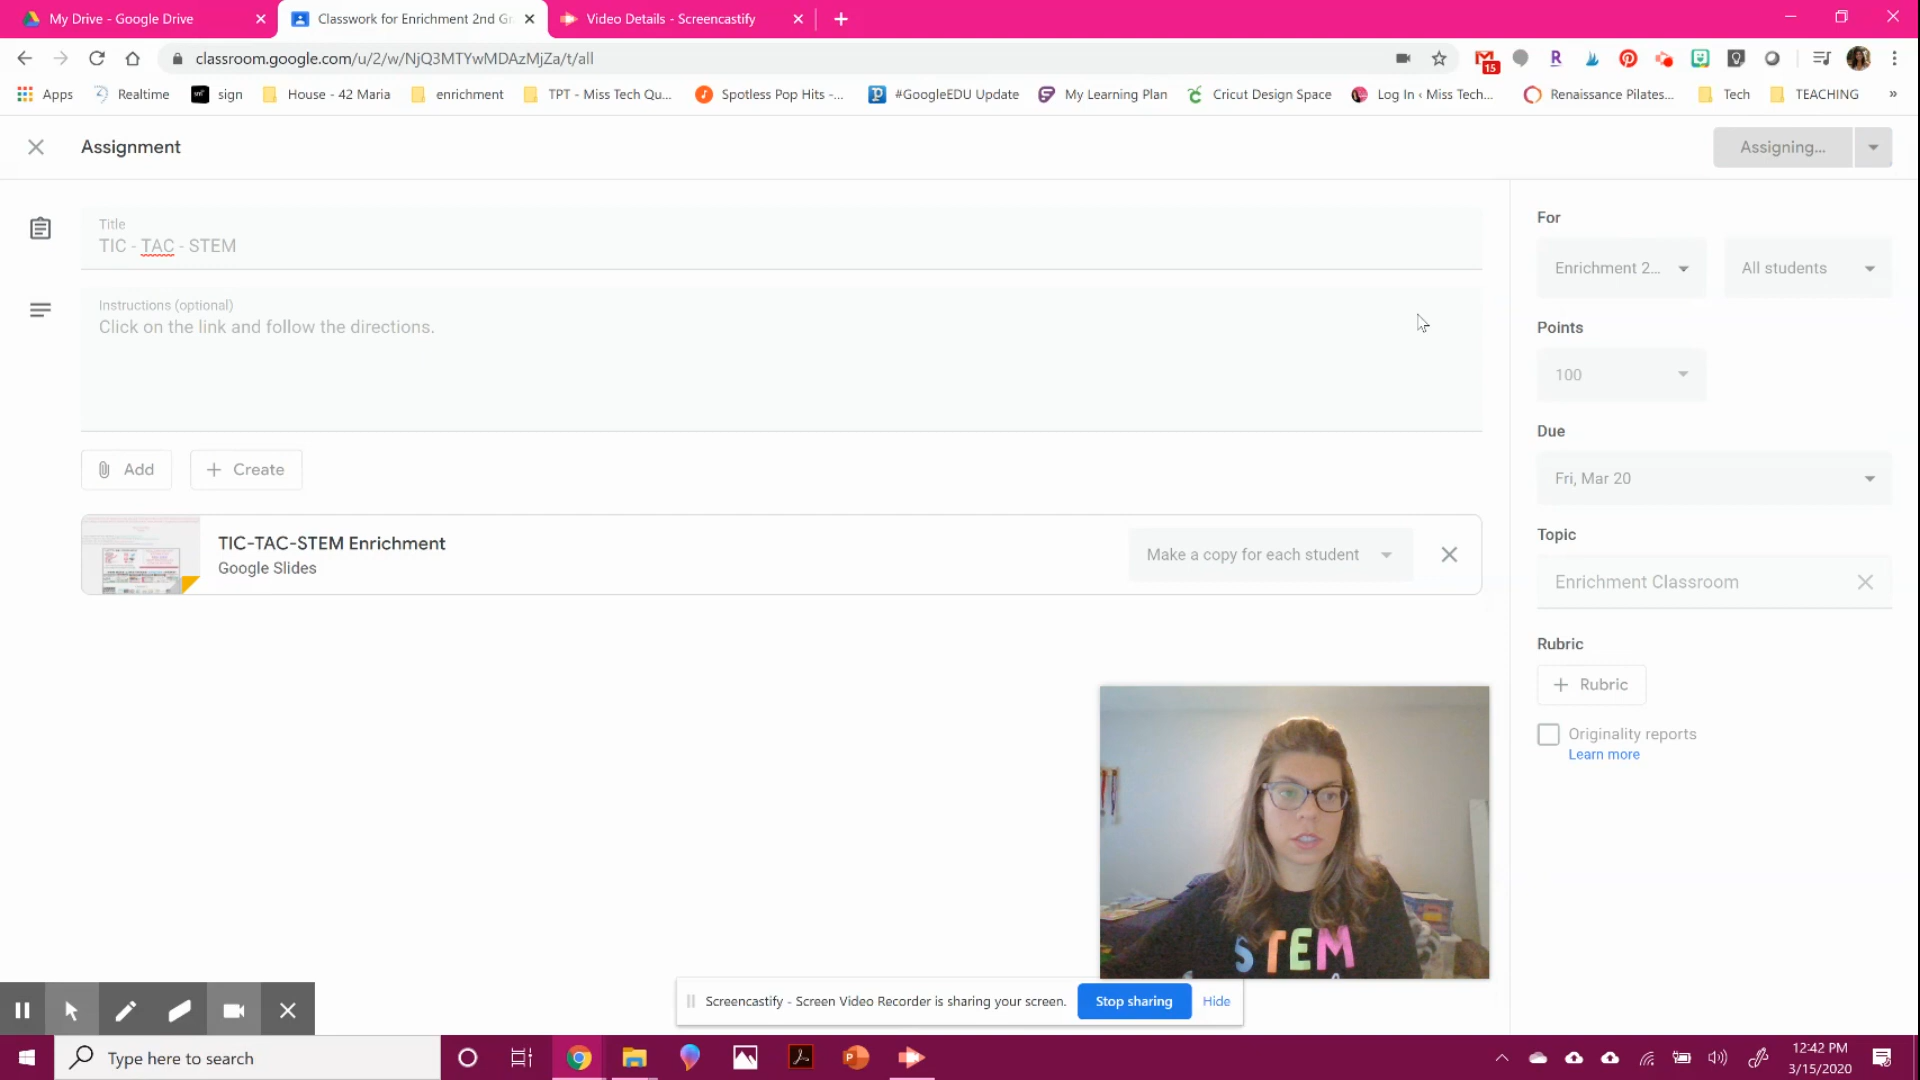 My Drive - Google Drive
Classwork for Enrichment 2nd Gr
Video Details - Screencastify
classroom.google.com/u/2/w/NjQ3MTYwMDAzMjZa/t/all
15
R
Apps
Realtime
sign
House - 42 Maria
enrichment
TPT - Miss Tech Qu...
Spotless Pop Hits -...
#GoogleEDU Update
My Learning Plan
Cricut Design Space
Log In ‹ Miss Tech...
Renaissance Pilates...
Tech
TEACHING
»
Assignment
Assigning...
Title
TIC - TAC - STEM
Instructions (optional)
Click on the link and follow the directions.
Add
Create
TIC-TAC-STEM Enrichment
Google Slides
Make a copy for each student
For
Enrichment 2...
All students
Points
100
Due
Fri, Mar 20
Topic
Enrichment Classroom
Rubric
Rubric
Originality reports
Learn more
STEM
Screencastify - Screen Video Recorder is sharing your screen.
Stop sharing
Hide
Type here to search
12:42 PM
3/15/2020